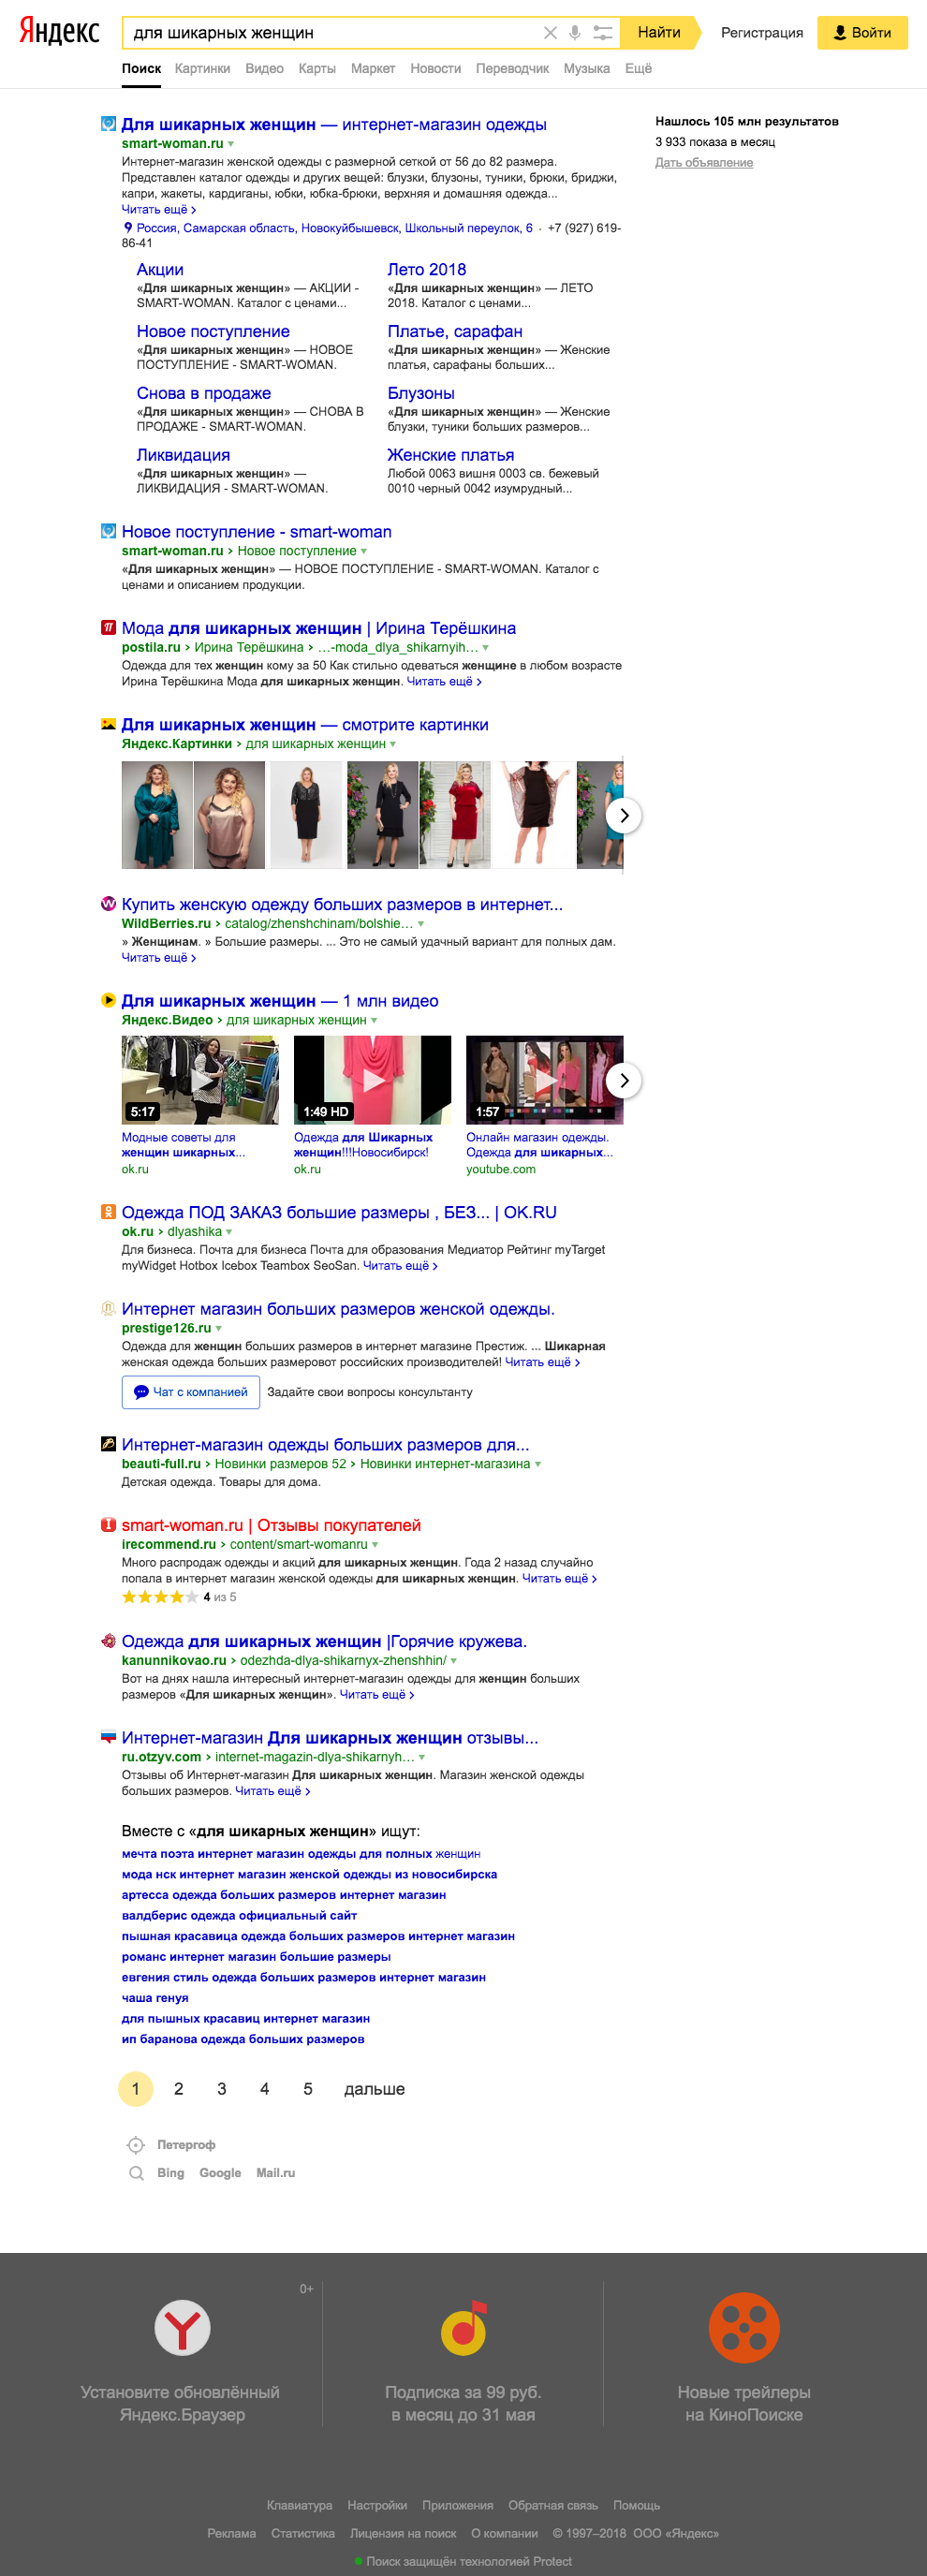 Яндекс
для шикарных женщин
Найти
Регистрация
Войти
Поиск Картинки Видео Карты Маркет Новости Переводчик Музыка Ещё
Для шикарных женщин — интернет-магазин одежды
smart-woman.ru
Интернет-магазин женской одежды с размерной сеткой от 56 до 82 размера.
Представлен каталог одежды и других вещей: блузки, блузоны, туники, брюки, бриджи,
капри, жакеты, кардиганы, юбки, юбка-брюки, верхняя и домашняя одежда...
Читать ещё >
Россия, Самарская область, Новокуйбышевск, Школьный переулок, 6 · +7 (927) 619-
86-41
Акции
«Для шикарных женщин» — АКЦИИ -
SMART-WOMAN. Каталог с ценами...
Лето 2018
«Для шикарных женщин» — ЛЕТО
2018. Каталог с ценами...
Новое поступление
«Для шикарных женщин» — НОВОЕ
ПОСТУПЛЕНИЕ - SMART-WOMAN.
Платье, сарафан
«Для шикарных женщин» — Женские
платья, сарафаны больших...
Снова в продаже
«Для шикарных женщин» — СНОВА В
ПРОДАЖЕ - SMART-WOMAN.
Блузоны
«Для шикарных женщин» — Женские
блузки, туники больших размеров...
Ликвидация
«Для шикарных женщин» —
ЛИКВИДАЦИЯ - SMART-WOMAN.
Женские платья
Любой 0063 вишня 0003 св. бежевый
0010 черный 0042 изумрудный...
Нашлось 105 млн результатов
3 933 показа в месяц
Дать объявление
Новое поступление - smart-woman
smart-woman.ru > Новое поступление
«Для шикарных женщин» — НОВОЕ ПОСТУПЛЕНИЕ - SMART-WOMAN. Каталог с
ценами и описанием продукции.
Мода для шикарных женщин | Ирина Терёшкина
postila.ru > Ирина Терёшкина > …-moda_dlya_shikarnyih…
Одежда для тех женщин кому за 50 Как стильно одеваться женщине в любом возрасте
Ирина Терёшкина Мода для шикарных женщин. Читать ещё >
Для шикарных женщин — смотрите картинки
Яндекс.Картинки > для шикарных женщин
Купить женскую одежду больших размеров в интернет...
WildBerries.ru > catalog/zhenshchinam/bolshie…
» Женщинам. » Большие размеры. ... Это не самый удачный вариант для полных дам.
Читать ещё >
Для шикарных женщин — 1 млн видео
Яндекс.Видео > для шикарных женщин
5:17
1:49 HD
1:57
Модные советы для
женщин шикарных...
ok.ru
Одежда для Шикарных
женщин!!!Новосибирск!
ok.ru
Онлайн магазин одежды.
Одежда для шикарных...
youtube.com
Одежда ПОД ЗАКАЗ большие размеры , БЕЗ... | OK.RU
ok.ru > dlyashika
Для бизнеса. Почта для бизнеса Почта для образования Медиатор Рейтинг myTarget
myWidget Hotbox Icebox Teambox SeoSan. Читать ещё >
Интернет магазин больших размеров женской одежды.
prestige126.ru
Одежда для женщин больших размеров в интернет магазине Престиж. ... Шикарная
женская одежда больших размеровот российских производителей! Читать ещё >
Чат с компанией
Задайте свои вопросы консультанту
Интернет-магазин одежды больших размеров для...
beauti-full.ru > Новинки размеров 52 > Новинки интернет-магазина
Детская одежда. Товары для дома.
smart-woman.ru | Отзывы покупателей
irecommend.ru > content/smart-womanru
Много распродаж одежды и акций для шикарных женщин. Года 2 назад случайно
попала в интернет магазин женской одежды для шикарных женщин. Читать ещё >
4 из 5
Одежда для шикарных женщин |Горячие кружева.
kanunnikovao.ru > odezhda-dlya-shikarnyx-zhenshhin/
Вот на днях нашла интересный интернет-магазин одежды для женщин больших
размеров «Для шикарных женщин». Читать ещё >
Интернет-магазин Для шикарных женщин отзывы...
ru.otzyv.com > internet-magazin-dlya-shikarnyh…
Отзывы об Интернет-магазин Для шикарных женщин. Магазин женской одежды
больших размеров. Читать ещё >
Вместе с «для шикарных женщин» ищут:
мечта поэта интернет магазин одежды для полных женщин
мода нск интернет магазин женской одежды из новосибирска
артесса одежда больших размеров интернет магазин
валдберис одежда официальный сайт
пышная красавица одежда больших размеров интернет магазин
романс интернет магазин большие размеры
евгения стиль одежда больших размеров интернет магазин
чаша генуя
для пышных красавиц интернет магазин
ип баранова одежда больших размеров
1 2 3 4 5 дальше
Петергоф
Bing Google Mail.ru
0+
Установите обновлённый
Яндекс.Браузер
Подписка за 99 руб.
в месяц до 31 мая
Новые трейлеры
на КиноПоиске
Клавиатура Настройки Приложения Обратная связь Помощь
Реклама Статистика Лицензия на поиск О компании © 1997–2018 ООО «Яндекс»
Поиск защищён технологией Protect